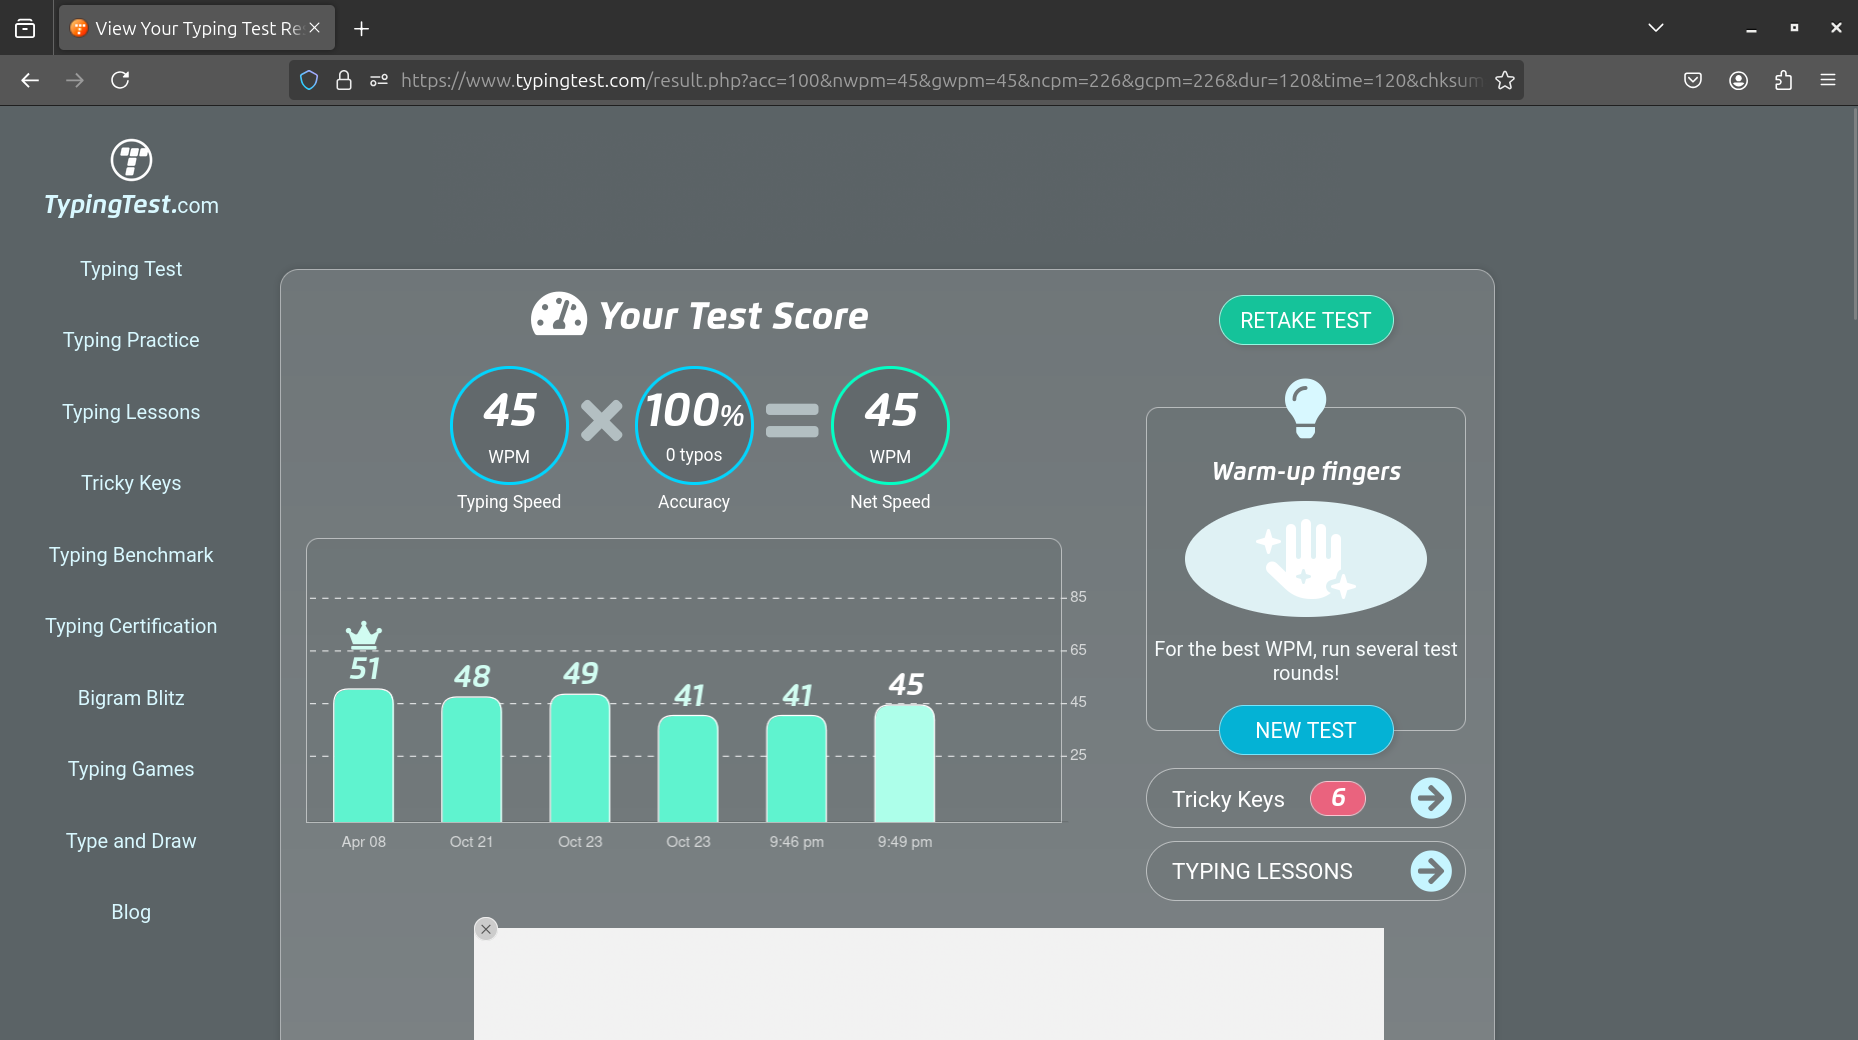 View Your Typing Test Re
https://www.typingtest.com/result.php?acc=100&nwpm=45&gwpm=45&ncpm=226&gcpm=226&dur=120&time=120&chksum
TypingTest.com
Typing Test
Typing Practice
Typing Lessons
Tricky Keys
Typing Benchmark
Typing Certification
Bigram Blitz
Typing Games
Type and Draw
Blog
Your Test Score
45
WPM
Typing Speed
100%
0 typos
Accuracy
45
WPM
Net Speed
85
65
45
25
51
48
49
41
41
45
Apr 08
Oct 21
Oct 23
Oct 23
9:46 pm
9:49 pm
RETAKE TEST
Warm-up fingers
For the best WPM, run several test
rounds!
NEW TEST
Tricky Keys 6
TYPING LESSONS